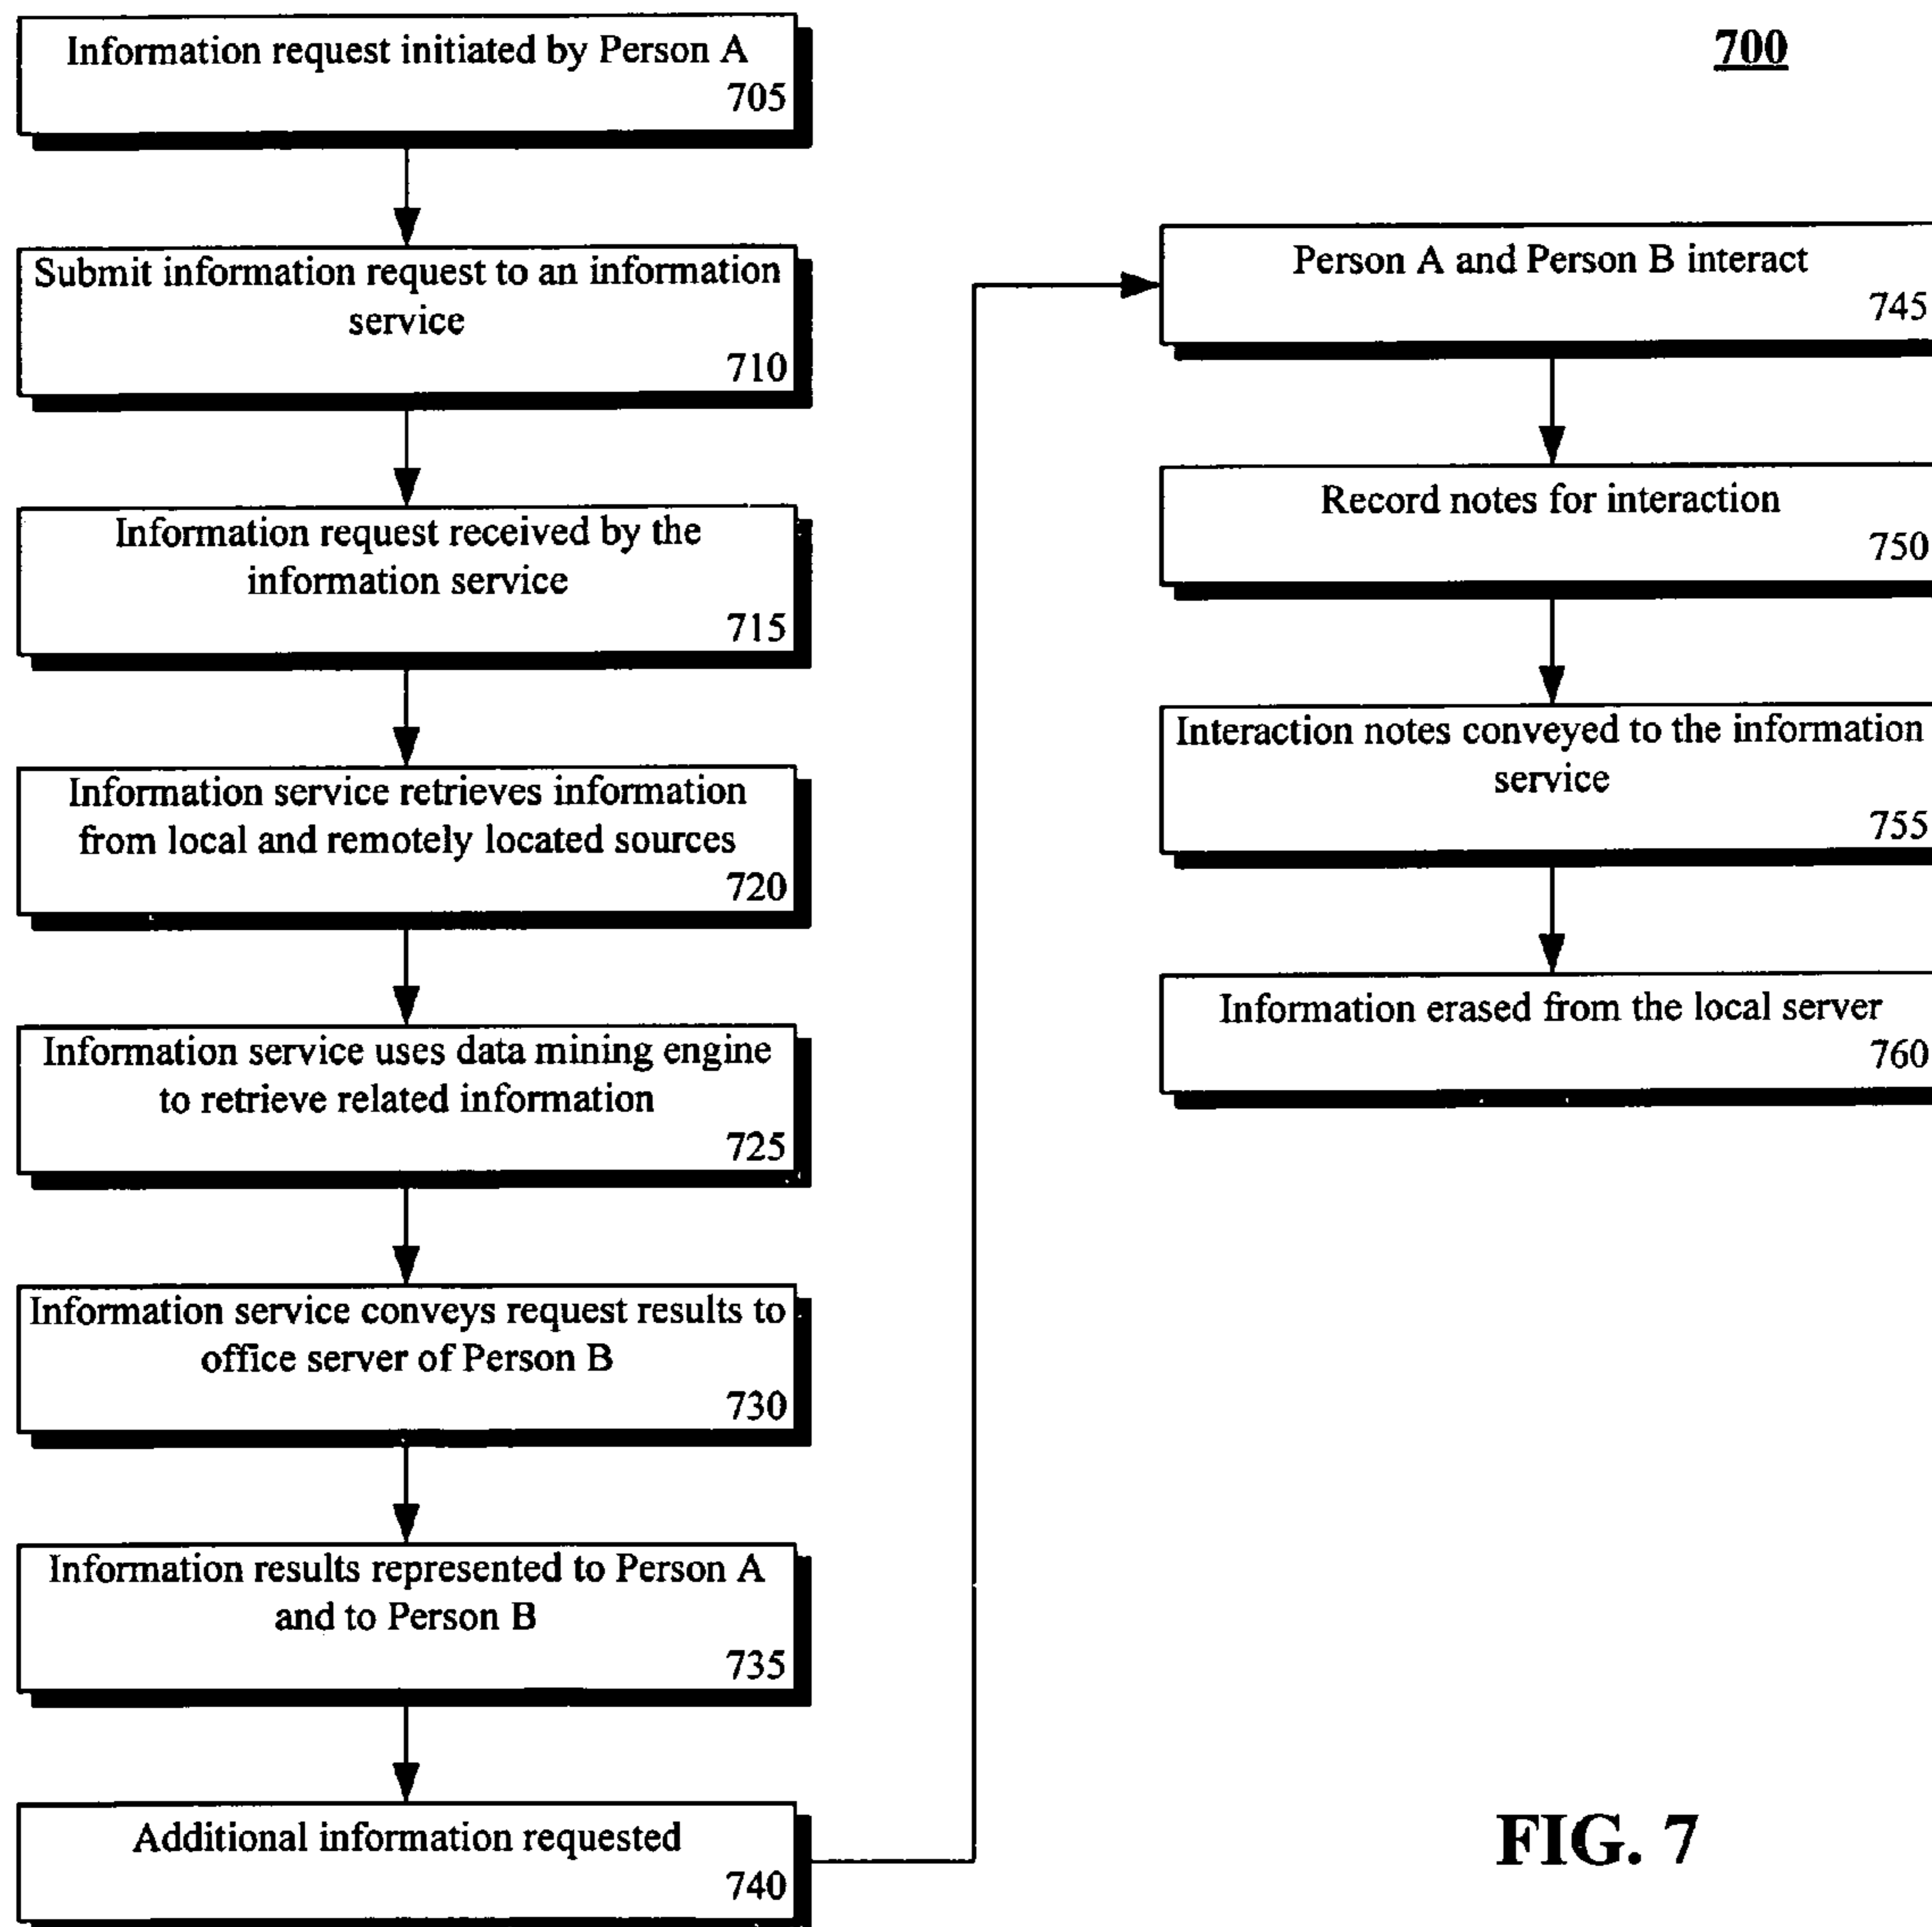 700
Information request initiated by Person A
705
Submit information request to an information
service
710
Information request received by the
information service
715
Information service retrieves information
from local and remotely located sources
720
Information service uses data mining engine
to retrieve related information
725
Information service conveys request results to
office server of Person B
730
Information results represented to Person A
and to Person B
735
Additional information requested
740
Person A and Person B interact
745
Record notes for interaction
750
Interaction notes conveyed to the information
service
755
Information erased from the local server
760
FIG. 7